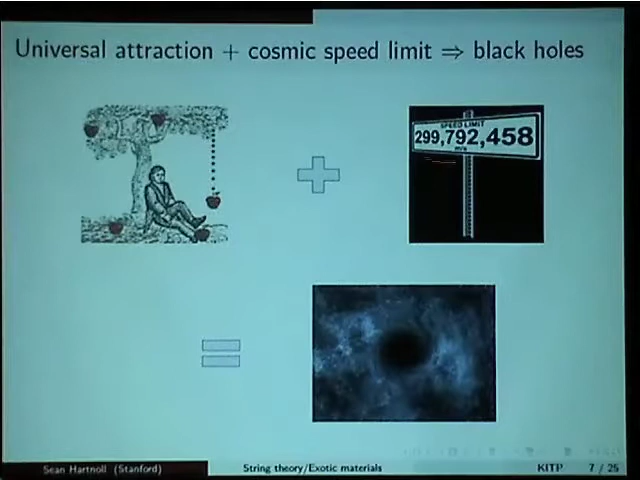 Universal attraction + cosmic speed limit ⇒ black holes
SPEED LIMIT
299,792,458
m/s
Sean Hartnoll (Stanford)
String theory/Exotic materials
KITP
7 / 25